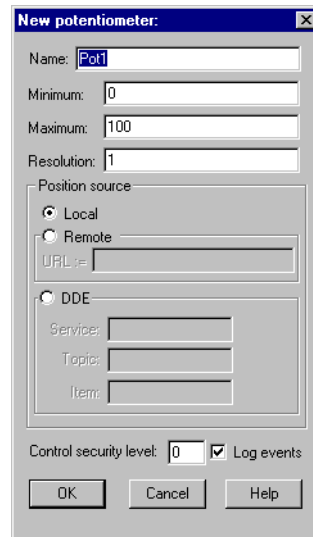 New potentiometer:
Name: Pot1
Minimum: 0
Maximum: 100
Resolution: 1
Position source
Local
Remote
URL :=
DDE
Service:
Topic:
Item:
Control security level: 0 Log events
OK Cancel Help